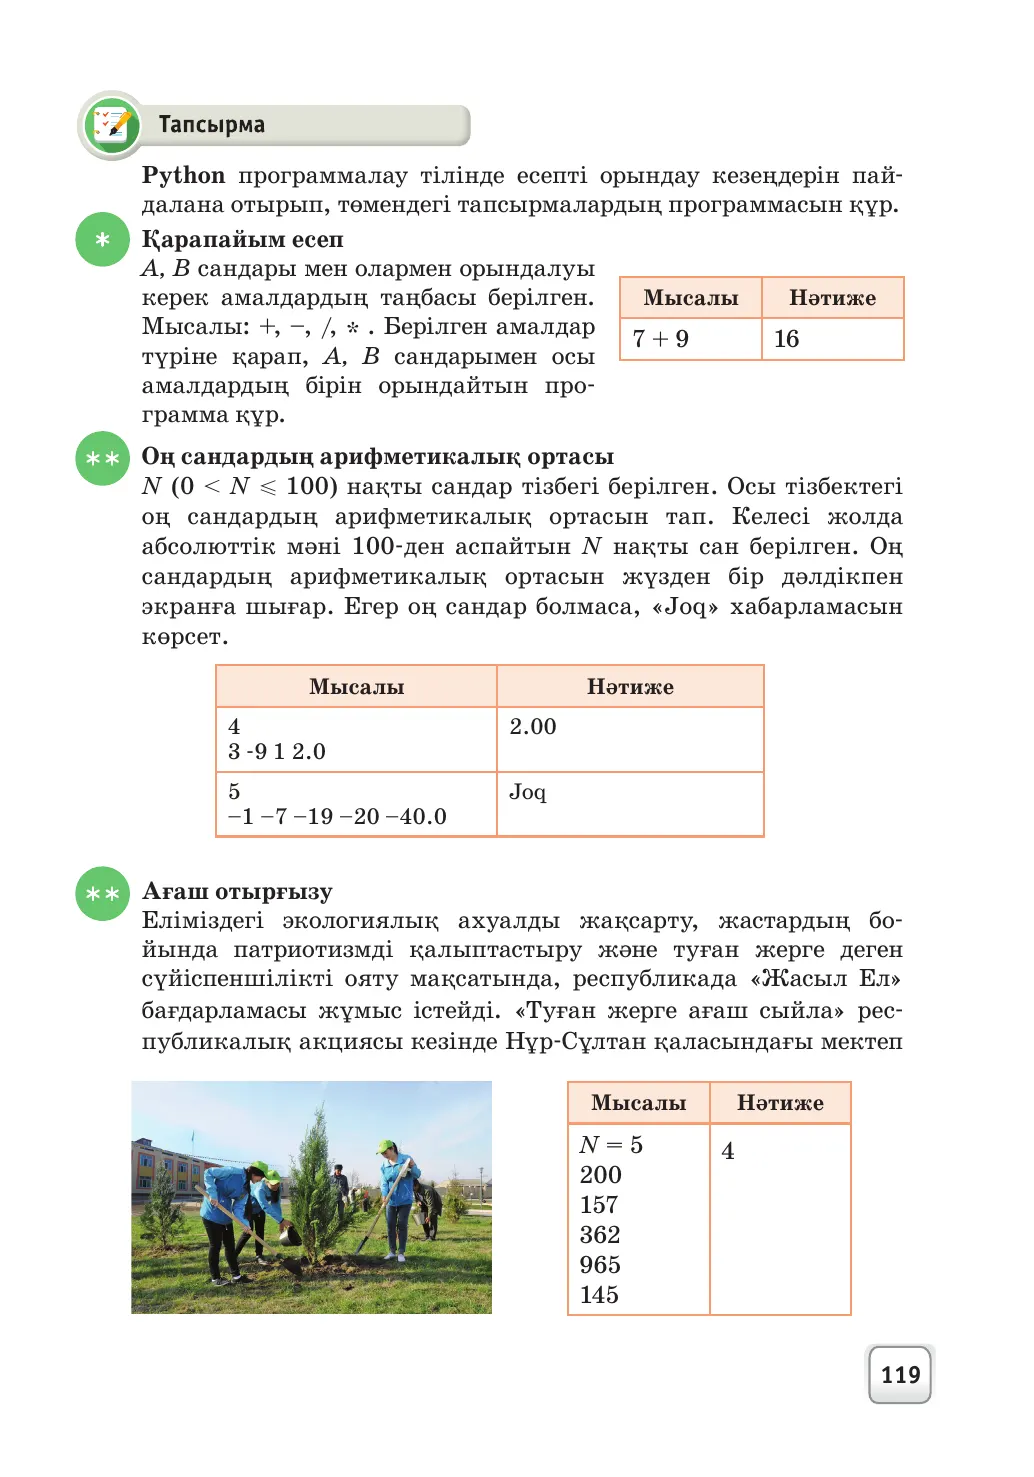 Тапсырма
Python программалау тілінде есепті орындау кезеңдерін пай-
далана отырып, төмендегі тапсырмалардың программасын құр.
*
Қарапайым есеп
A, B сандары мен олармен орындалуы
керек амалдардың таңбасы берілген.
Мысалы: +, –, /, * . Берілген амалдар
түріне қарап, A, B сандарымен осы
амалдардың бірін орындайтын про-
грамма құр.
Мысалы Нәтиже
7 + 9 16
**
Оң сандардың арифметикалық ортасы
N (0 < N ⩽ 100) нақты сандар тізбегі берілген. Осы тізбектегі
оң сандардың арифметикалық ортасын тап. Келесі жолда
абсолюттік мәні 100-ден аспайтын N нақты сан берілген. Оң
сандардың арифметикалық ортасын жүзден бір дәлдікпен
экранға шығар. Егер оң сандар болмаса, «Joq» хабарламасын
көрсет.
Мысалы Нәтиже
4 2.00
3 -9 1 2.0
5 Joq
–1 –7 –19 –20 –40.0
**
Ағаш отырғызу
Еліміздегі экологиялық ахуалды жақсарту, жастардың бо-
йында патриотизмді қалыптастыру және туған жерге деген
сүйіспеншілікті ояту мақсатында, республикада «Жасыл Ел»
бағдарламасы жұмыс істейді. «Туған жерге ағаш сыйла» рес-
публикалық акциясы кезінде Нұр-Сұлтан қаласындағы мектеп
Мысалы Нәтиже
N = 5 4
200
157
362
965
145
119